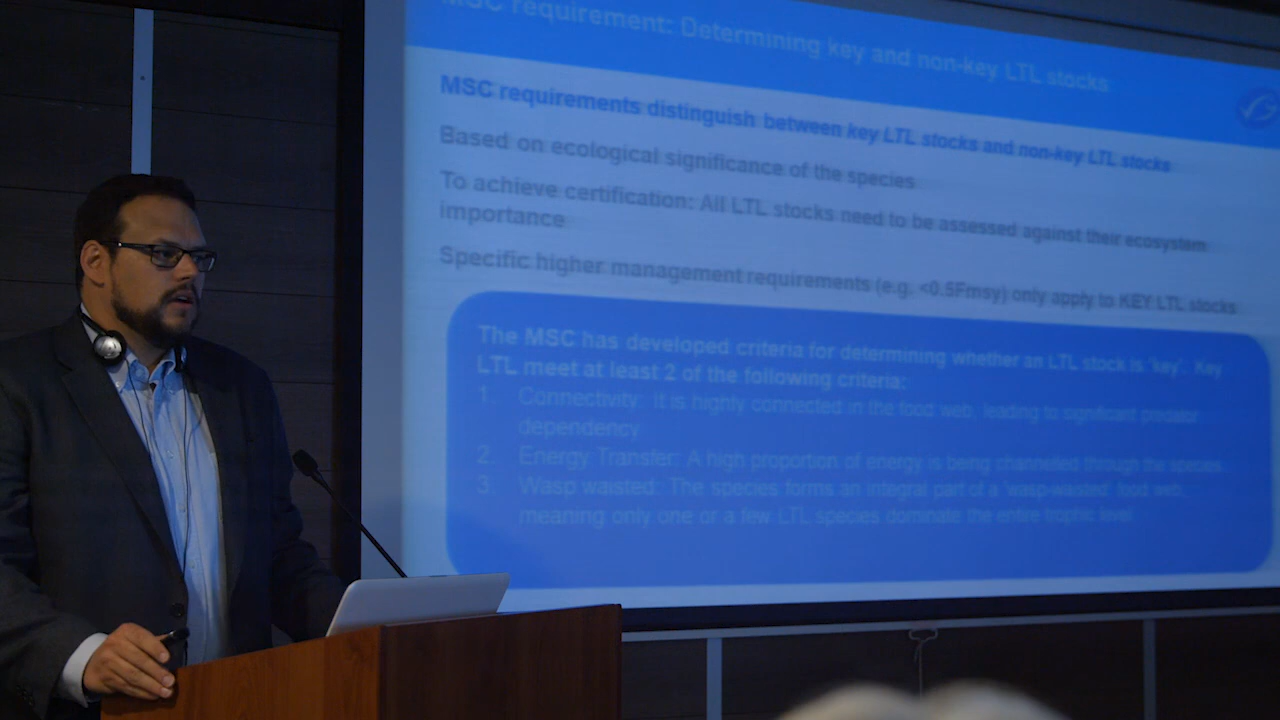 MSC requirement: Determining key and non-key LTL stocks
MSC requirements distinguish between key LTL stocks and non-key LTL stocks
Based on ecological significance of the species
To achieve certification: All LTL stocks need to be assessed against their ecosystem
importance
Specific higher management requirements (e.g. <0.5Fmsy) only apply to KEY LTL stocks
The MSC has developed criteria for determining whether an LTL stock is 'key'. Key
LTL meet at least 2 of the following criteria:
1. Connectivity: It is highly connected in the food web, leading to significant predator
dependency
2. Energy Transfer: A high proportion of energy is being channelled through the species
3. Wasp waisted: The species forms an integral part of a 'wasp-waisted' food web,
meaning only one or a few LTL species dominate the entire trophic level